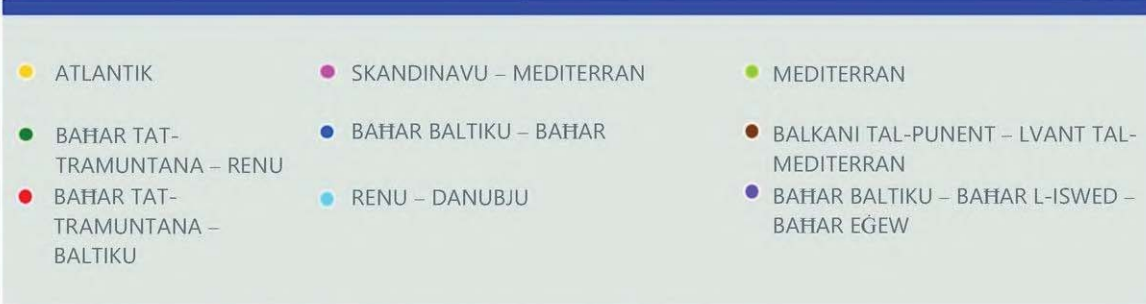 ATLANTIK
BAĦAR TAT-
TRAMUNTANA – RENU
BAĦAR TAT-
TRAMUNTANA –
BALTIKU
SKANDINAVU – MEDITERRAN
BAĦAR BALTIKU – BAĦAR
RENU – DANUBJU
MEDITERRAN
BALKANI TAL-PUNENT – LVANT TAL-
MEDITERRAN
BAĦAR BALTIKU – BAĦAR L-ISWED –
BAĦAR EĠEW